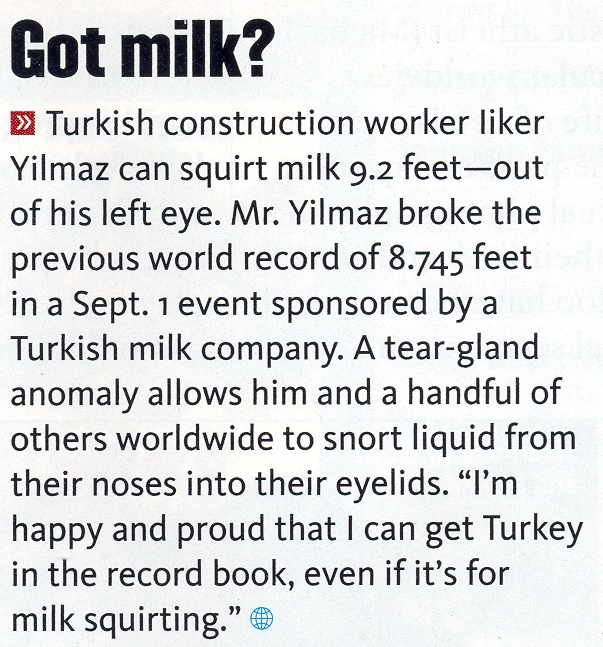 Got milk?
» Turkish construction worker liker
Yilmaz can squirt milk 9.2 feet—out
of his left eye. Mr. Yilmaz broke the
previous world record of 8.745 feet
in a Sept. 1 event sponsored by a
Turkish milk company. A tear-gland
anomaly allows him and a handful of
others worldwide to snort liquid from
their noses into their eyelids. “I’m
happy and proud that I can get Turkey
in the record book, even if it’s for
milk squirting.”